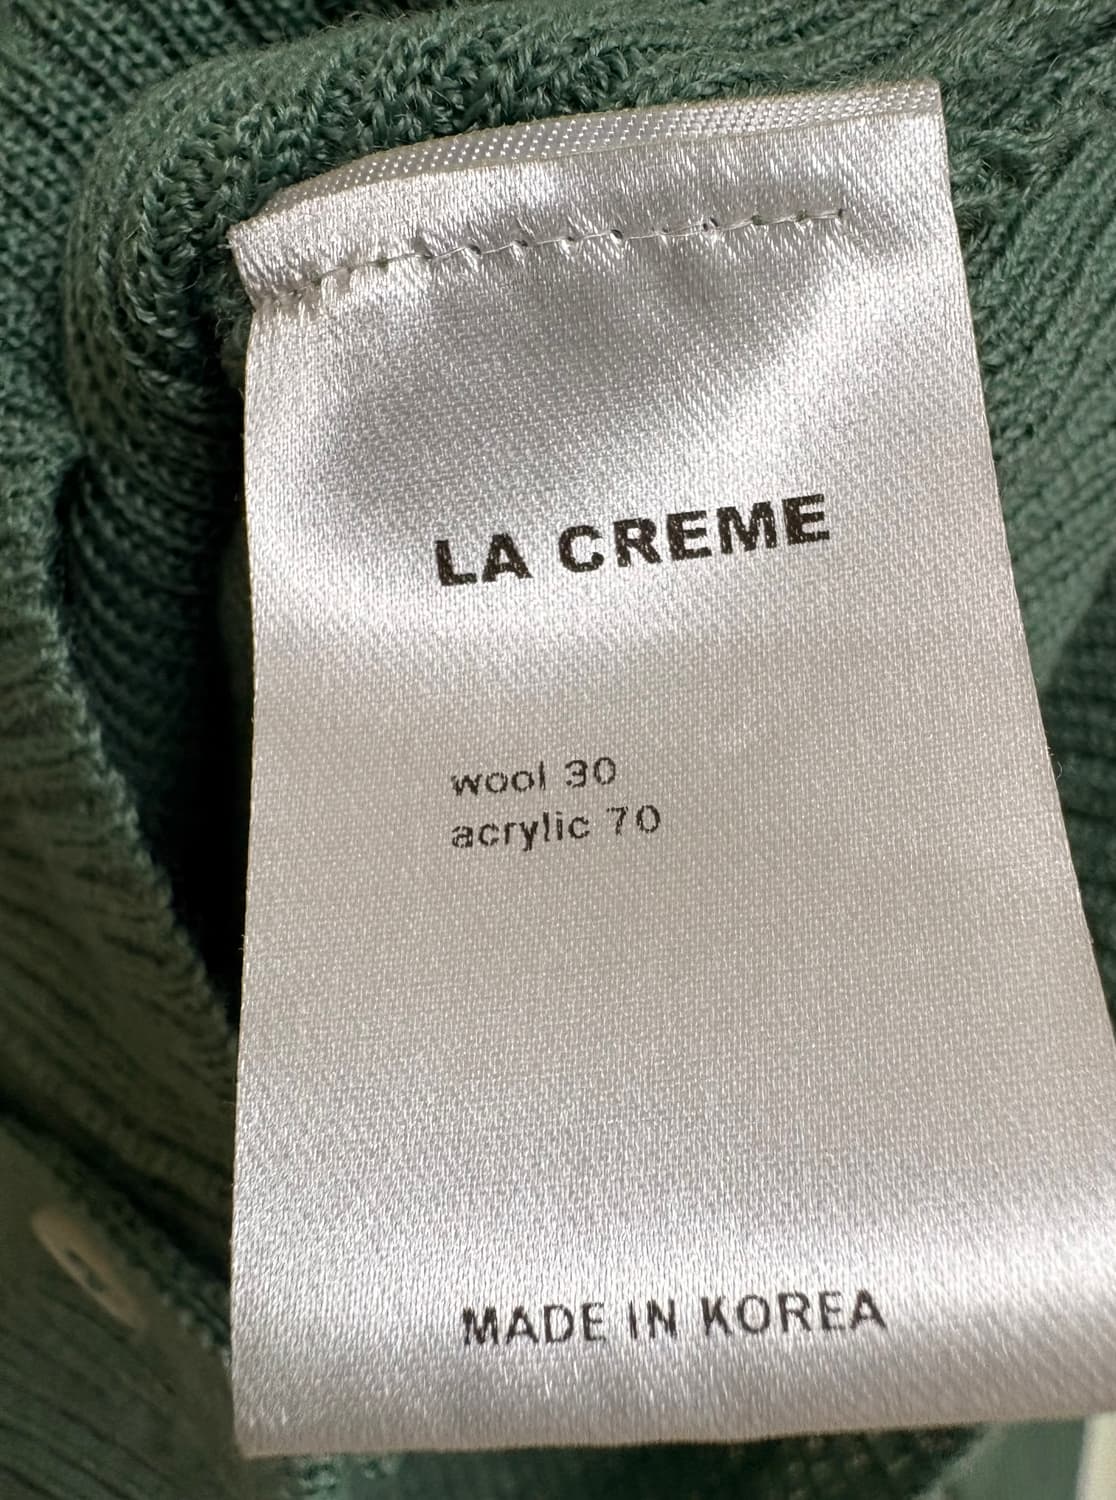 LA CREME
wool 30
acrylic 70
MADE IN KOREA